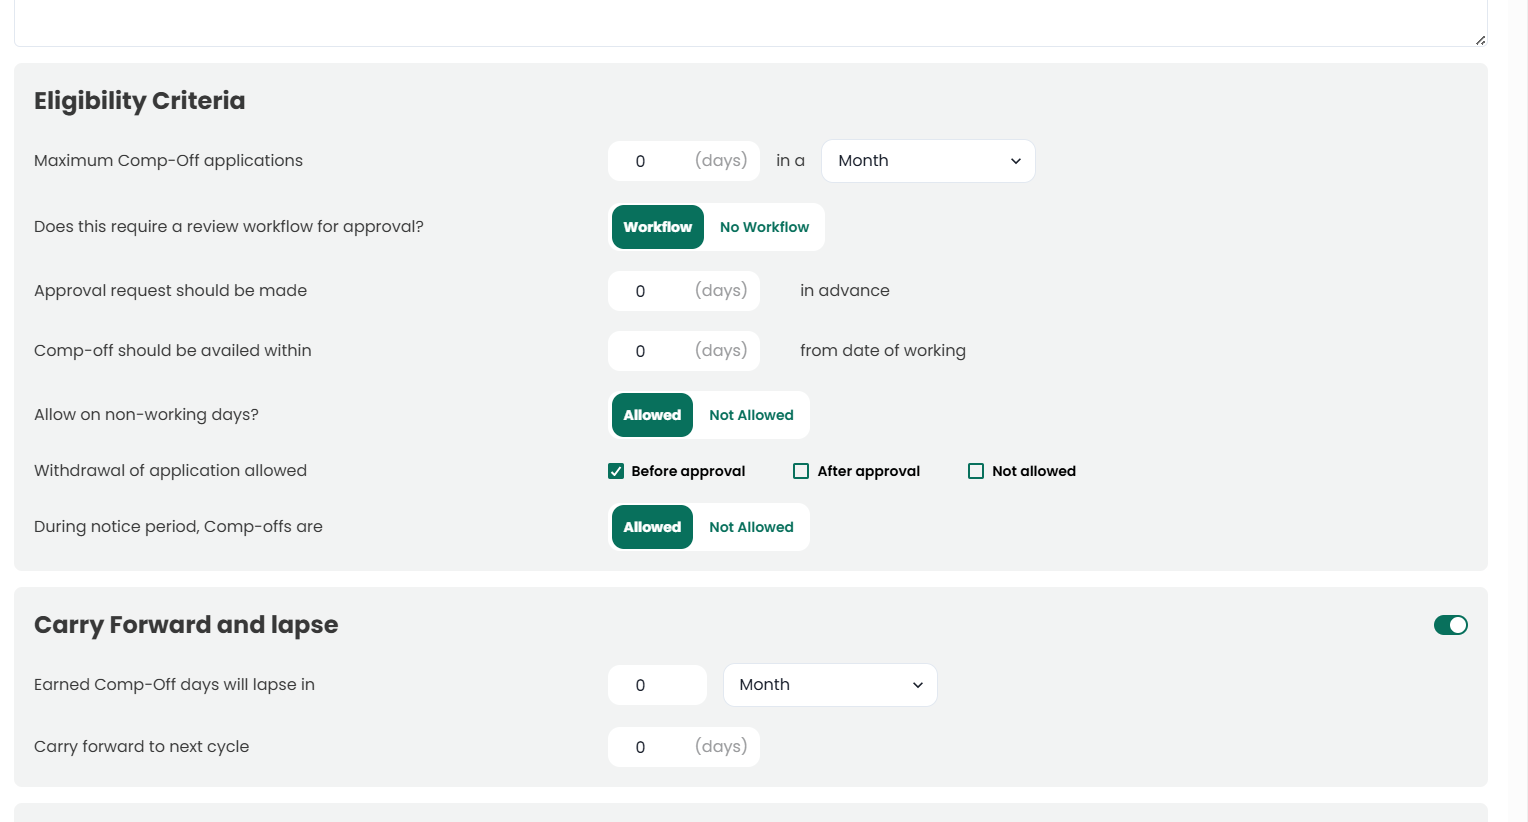 Eligibility Criteria
Maximum Comp-Off applications 0 (days) in a Month
Does this require a review workflow for approval? Workflow No Workflow
Approval request should be made 0 (days) in advance
Comp-off should be availed within 0 (days) from date of working
Allow on non-working days? Allowed Not Allowed
Withdrawal of application allowed Before approval After approval Not allowed
During notice period, Comp-offs are Allowed Not Allowed
Carry Forward and lapse
Earned Comp-Off days will lapse in 0 Month
Carry forward to next cycle 0 (days)